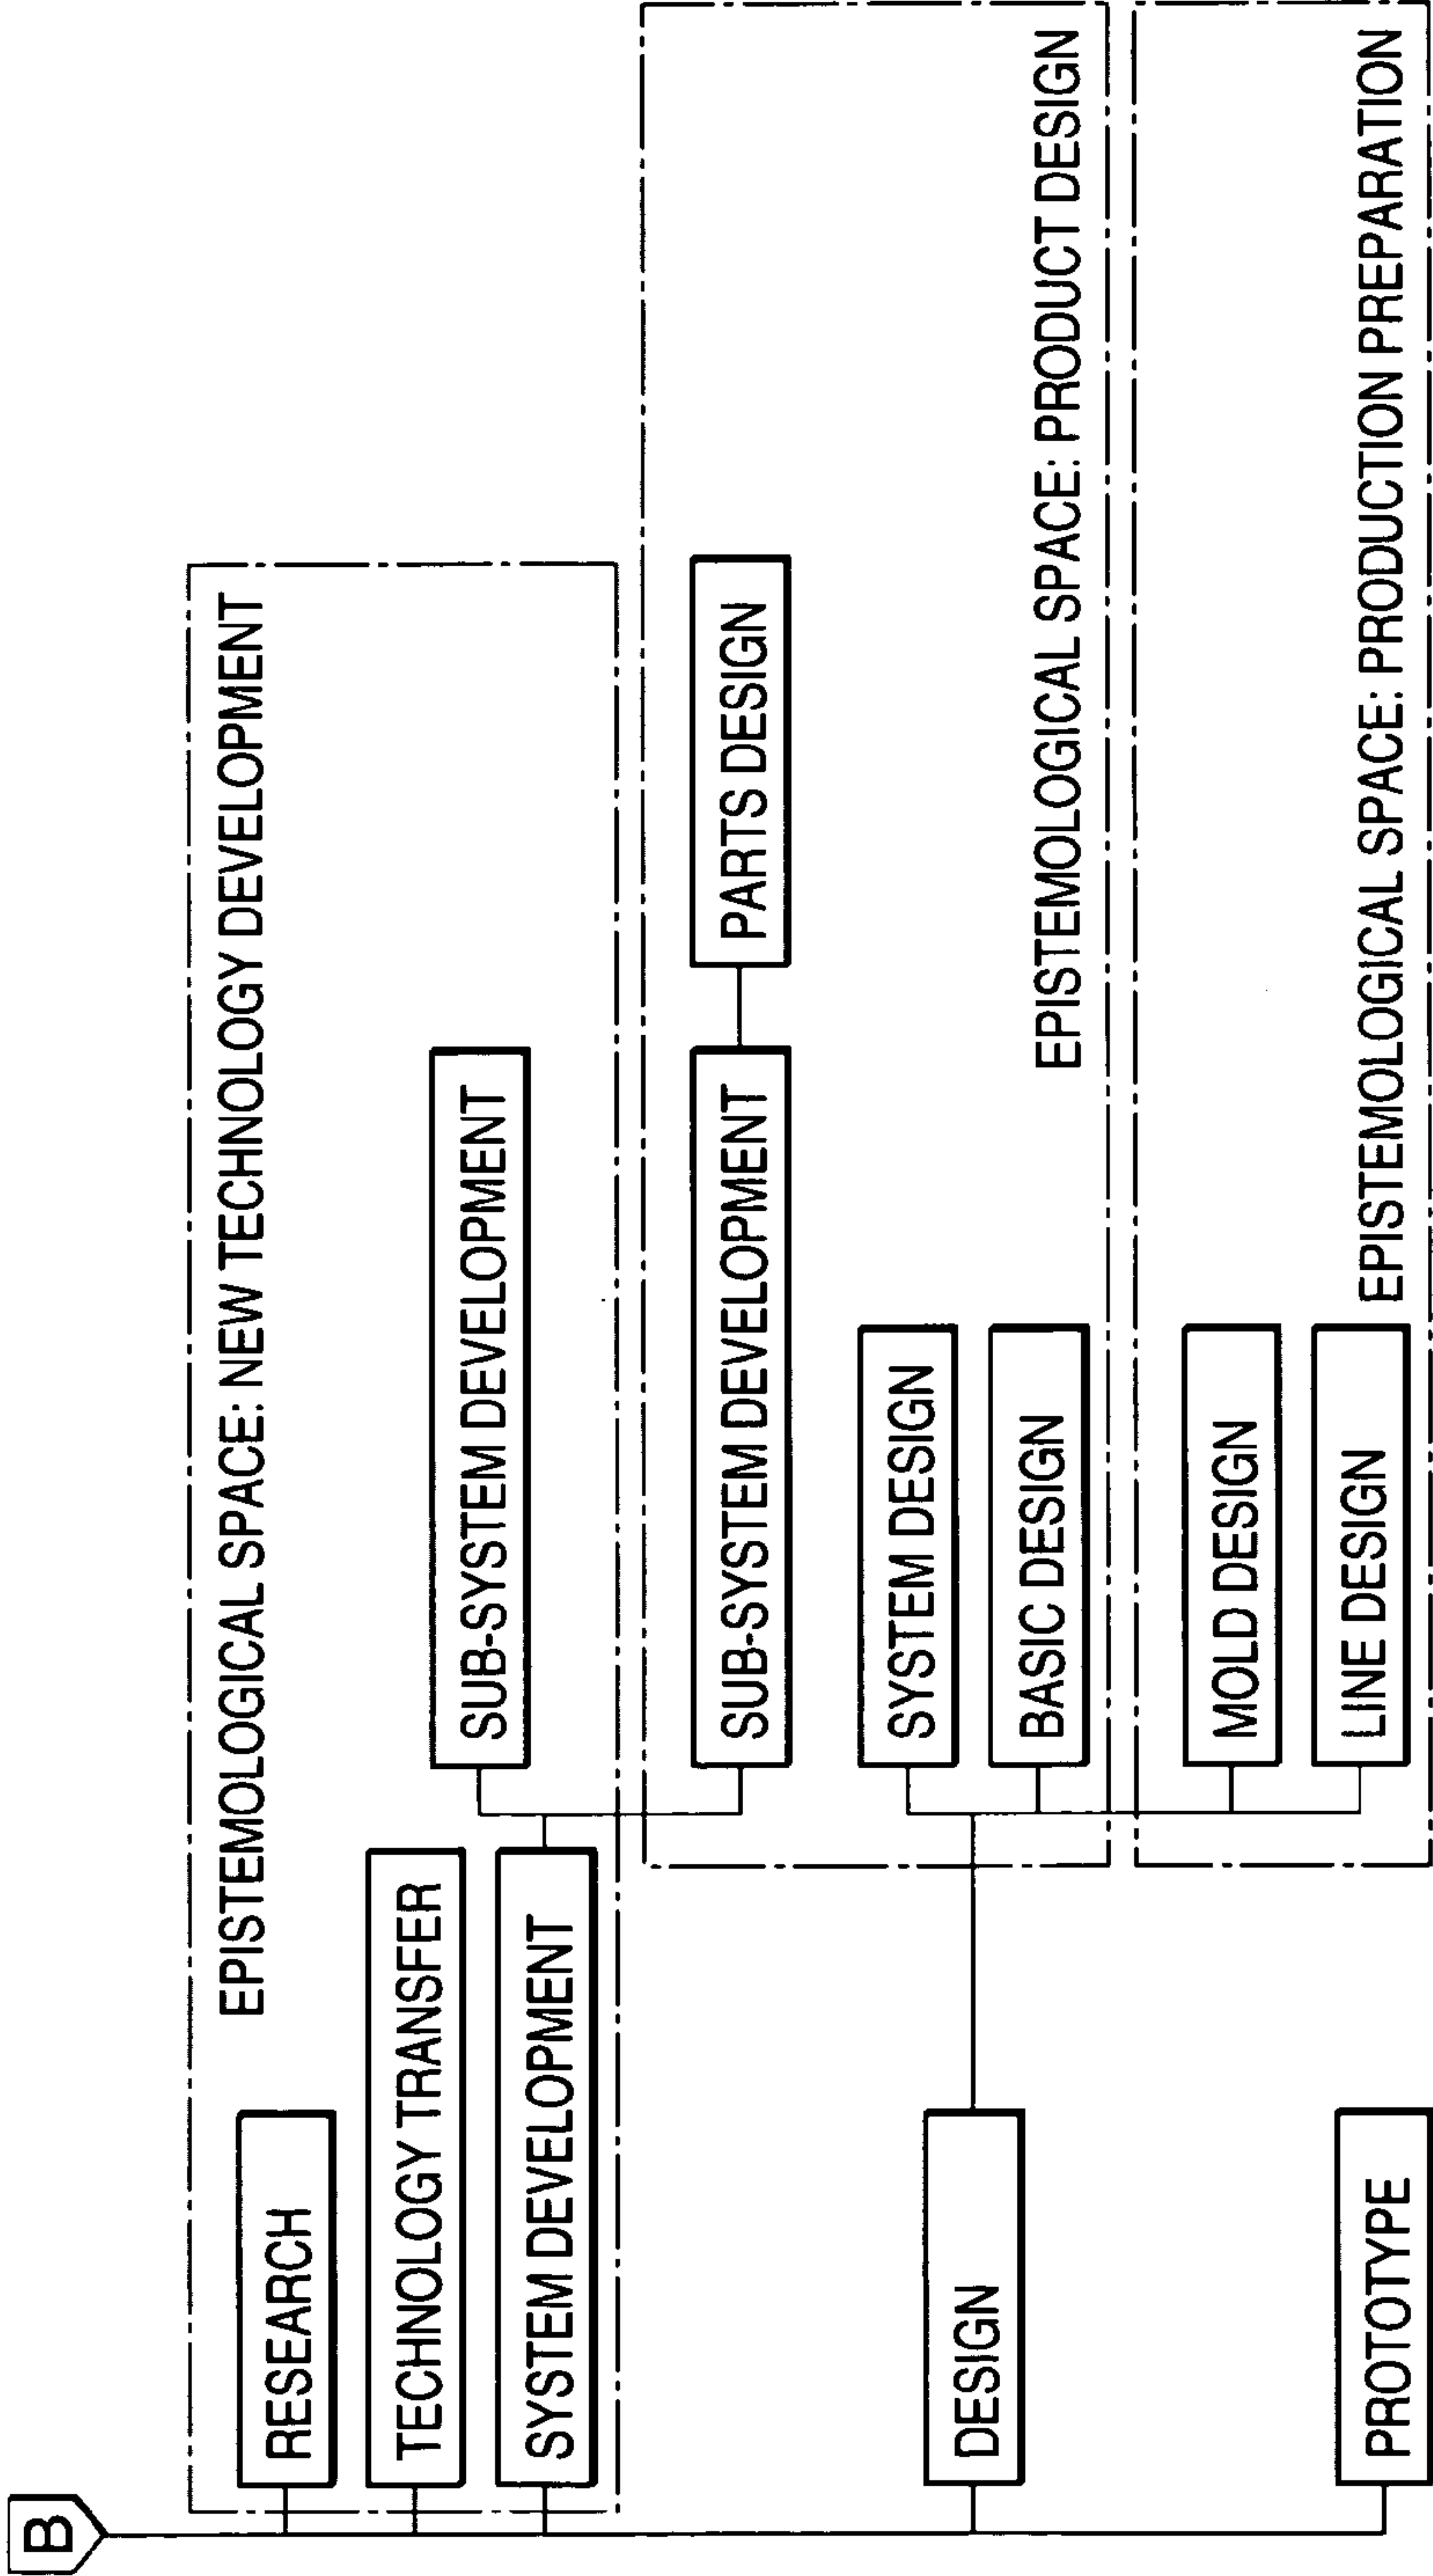 B
EPISTEMOLOGICAL SPACE: NEW TECHNOLOGY DEVELOPMENT
RESEARCH
TECHNOLOGY TRANSFER
SUB-SYSTEM DEVELOPMENT
SYSTEM DEVELOPMENT
SUB-SYSTEM DEVELOPMENT
PARTS DESIGN
SYSTEM DESIGN
DESIGN
BASIC DESIGN
EPISTEMOLOGICAL SPACE: PRODUCT DESIGN
MOLD DESIGN
LINE DESIGN
EPISTEMOLOGICAL SPACE: PRODUCTION PREPARATION
PROTOTYPE